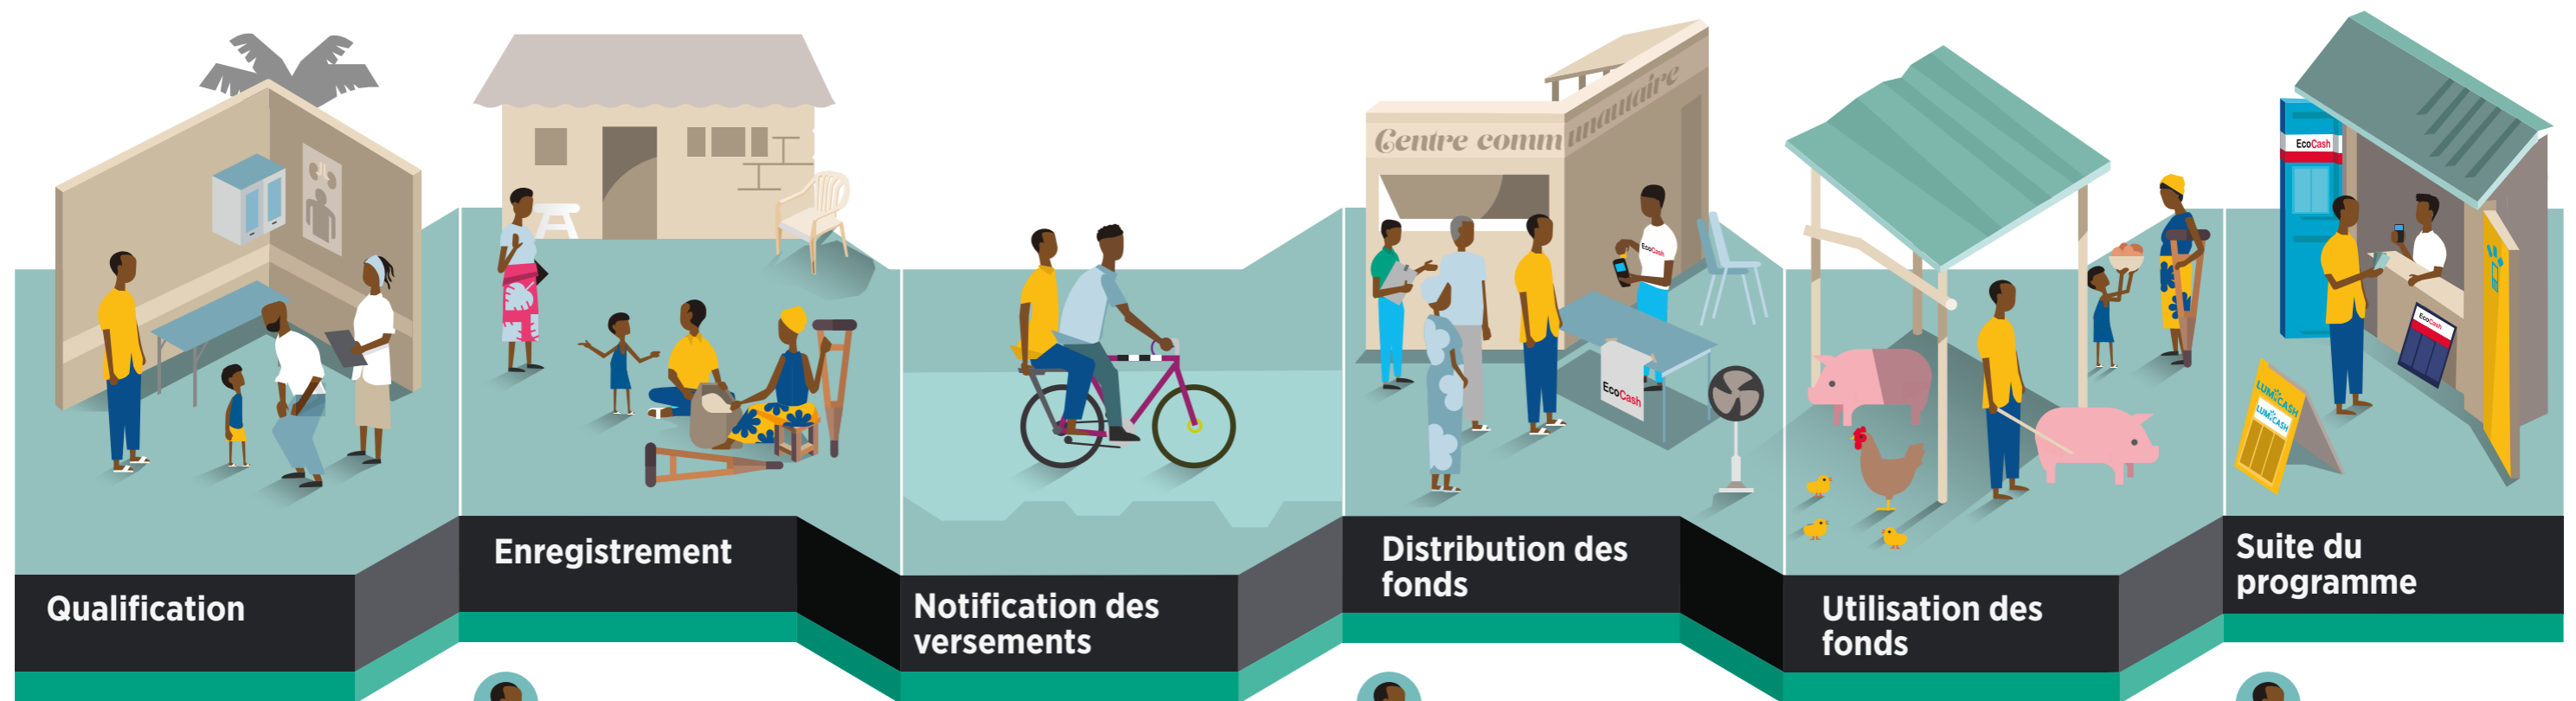 Centre communautaire
EcoCash
EcoCash
EcoCash
EcoCash
LUMICASH
LUMICASH
Qualification
Enregistrement
Notification des
versements
Distribution des
fonds
Utilisation des
fonds
Suite du
programme